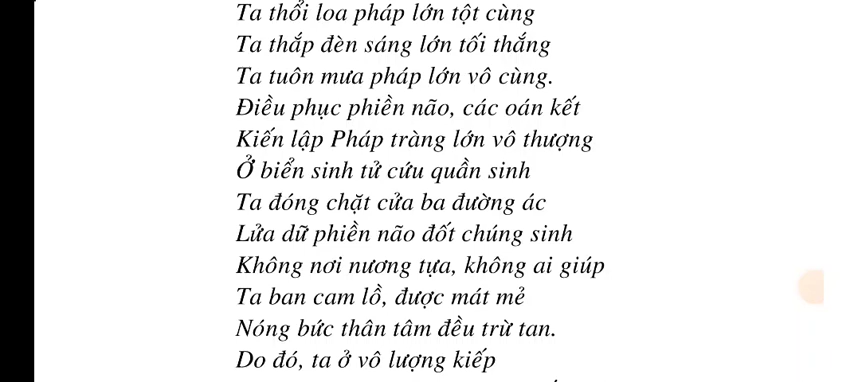 Ta thổi loa pháp lớn tột cùng
Ta thắp đèn sáng lớn tối thắng
Ta tuôn mưa pháp lớn vô cùng.
Điều phục phiền não, các oán kết
Kiến lập Pháp tràng lớn vô thượng
Ở biển sinh tử cứu quần sinh
Ta đóng chặt cửa ba đường ác
Lửa dữ phiền não đốt chúng sinh
Không nơi nương tựa, không ai giúp
Ta ban cam lồ, được mát mẻ
Nóng bức thân tâm đều trừ tan.
Do đó, ta ở vô lượng kiếp